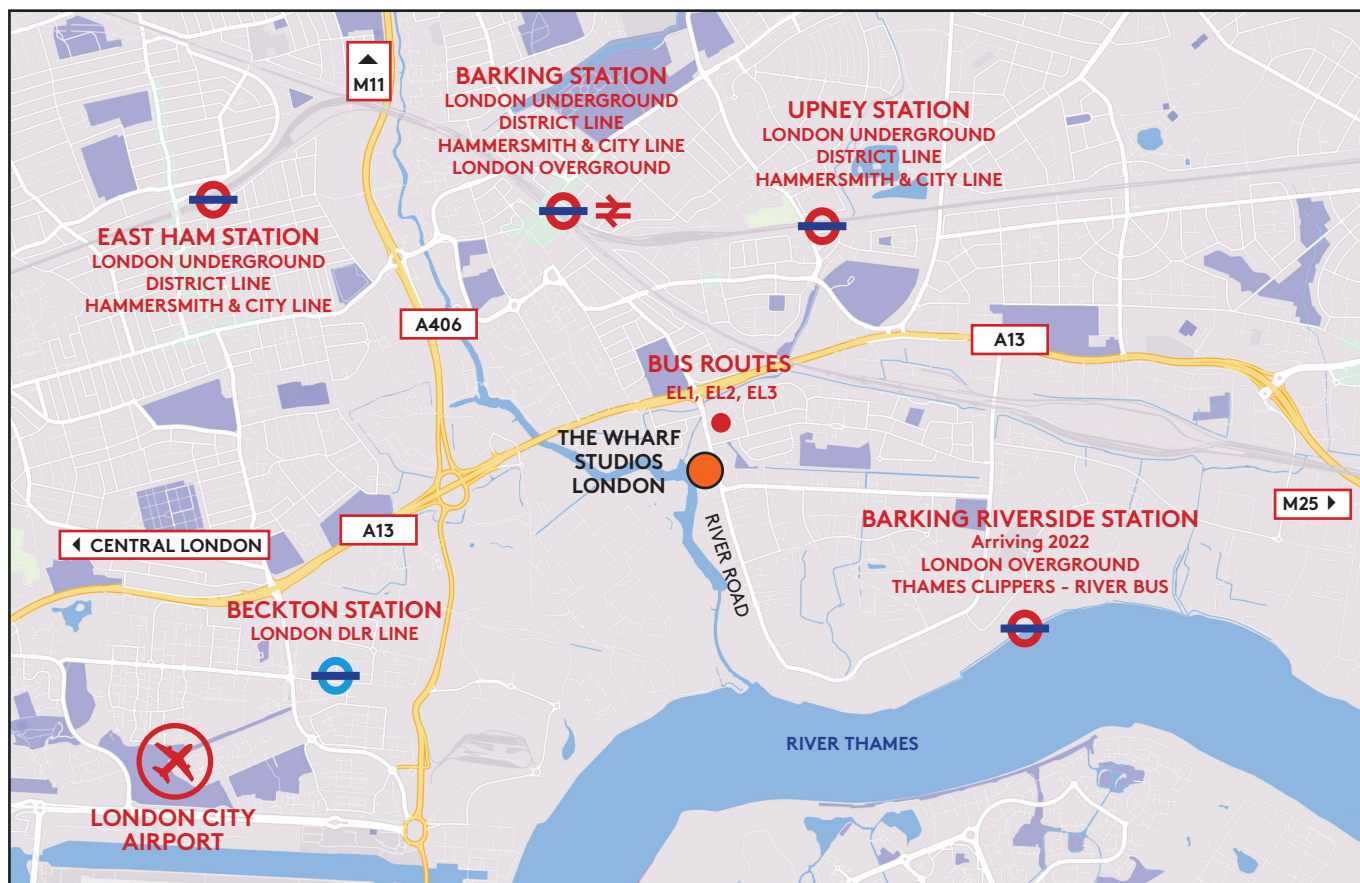 M11
BARKING STATION
LONDON UNDERGROUND
DISTRICT LINE
HAMMERSMITH & CITY LINE
LONDON OVERGROUND
UPNEY STATION
LONDON UNDERGROUND
DISTRICT LINE
HAMMERSMITH & CITY LINE
EAST HAM STATION
LONDON UNDERGROUND
DISTRICT LINE
HAMMERSMITH & CITY LINE
A406
A13
BUS ROUTES
EL1, EL2, EL3
THE WHARF
STUDIOS
LONDON
M25
RIVER ROAD
A13
CENTRAL LONDON
BARKING RIVERSIDE STATION
Arriving 2022
LONDON OVERGROUND
THAMES CLIPPERS - RIVER BUS
BECKTON STATION
LONDON DLR LINE
RIVER THAMES
LONDON CITY
AIRPORT